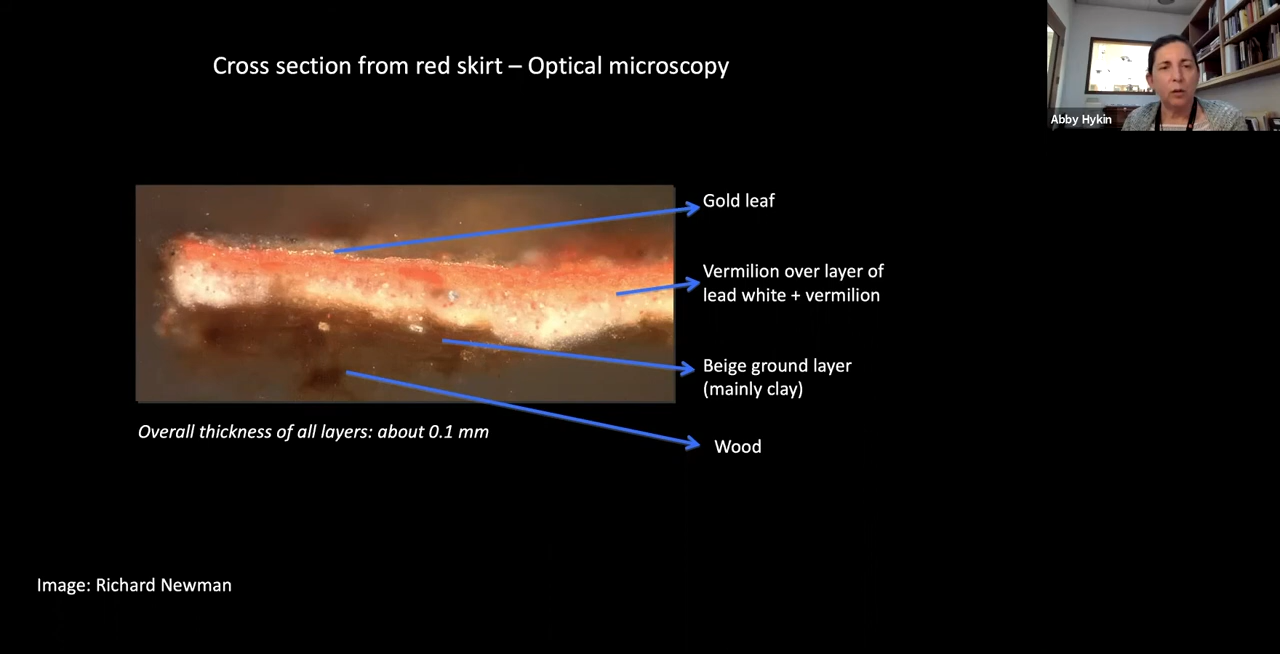 Cross section from red skirt – Optical microscopy
Abby Hykin
Gold leaf
Vermilion over layer of
lead white + vermilion
Beige ground layer
(mainly clay)
Wood
Overall thickness of all layers: about 0.1 mm
Image: Richard Newman